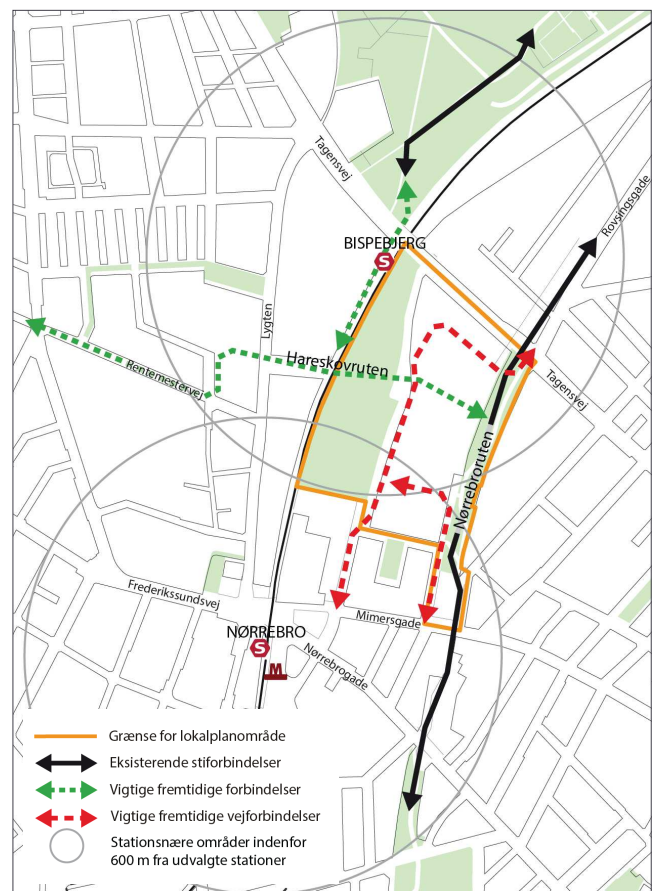 Tagensvej
Rovsingsgade
BISPEBJERG
S
Lygten
Hareskovruten
Rentemestervej
Tagensvej
Nørrebroruten
Frederikssundsvej
Mimersgade
NØRREBRO
S
M
Nørrebrogade
Grænse for lokalplanområde
Eksisterende stiforbindelser
Vigtige fremtidige forbindelser
Vigtige fremtidige vejforbindelser
Stationsnære områder indenfor
600 m fra udvalgte stationer